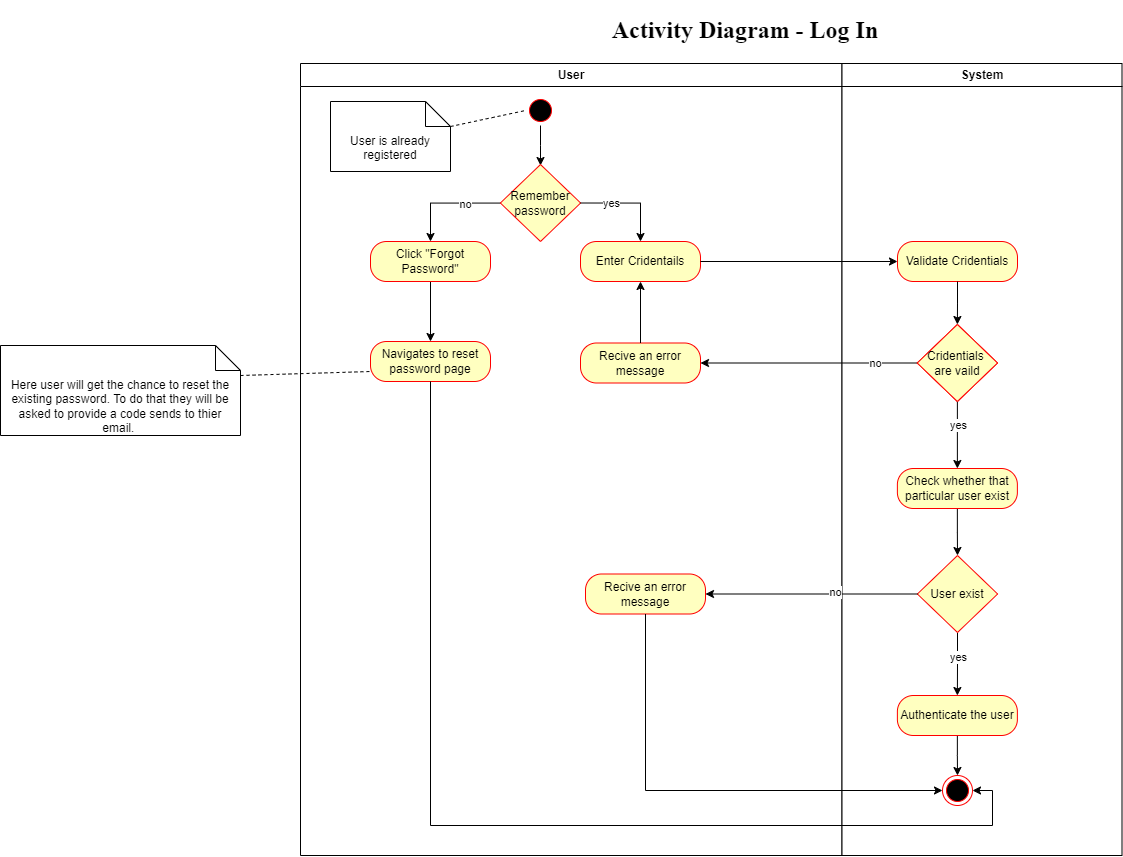 Activity Diagram - Log In
User
System
User is already
registered
Remember
password
no
yes
Click "Forgot
Password"
Enter Cridentails
Validate Cridentials
Navigates to reset
password page
Recive an error
message
no
Cridentials
are vaild
Here user will get the chance to reset the
existing password. To do that they will be
asked to provide a code sends to thier
email.
yes
Check whether that
particular user exist
Recive an error
message
no
User exist
yes
Authenticate the user